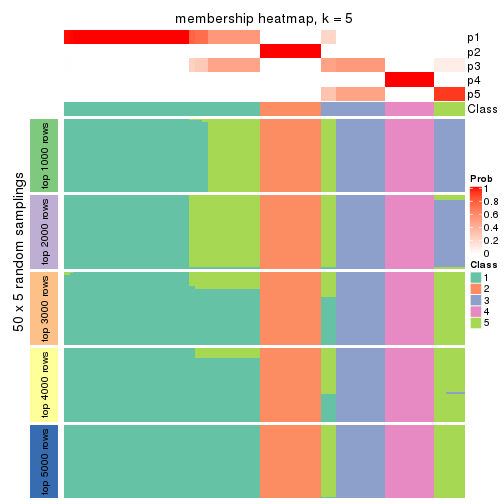 membership heatmap, k = 5
p1
p2
p3
p4
p5
Class
50 x 5 random samplings
top 1000 rows
top 2000 rows
top 3000 rows
top 4000 rows
top 5000 rows
Prob
1
0.8
0.6
0.4
0.2
0
Class
1
2
3
4
5